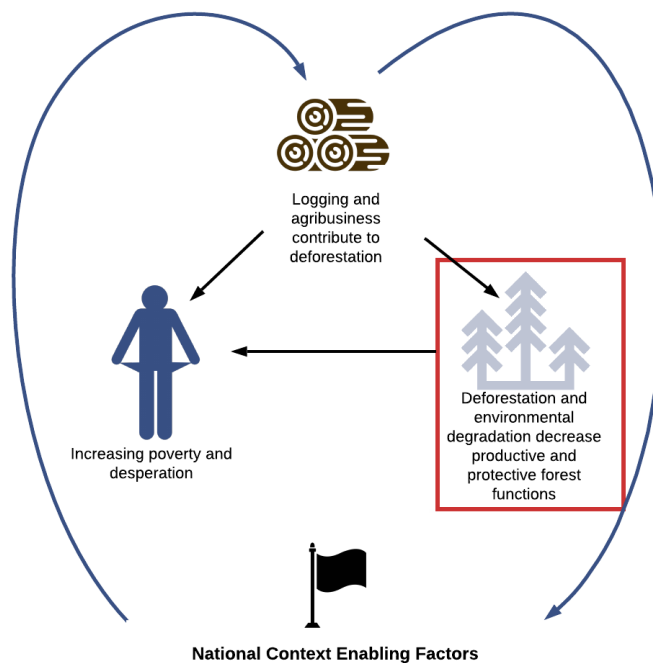 Logging and
agribusiness
contribute to
deforestation
Increasing poverty and
desperation
Deforestation and
environmental
degradation decrease
productive and
protective forest
functions
National Context Enabling Factors